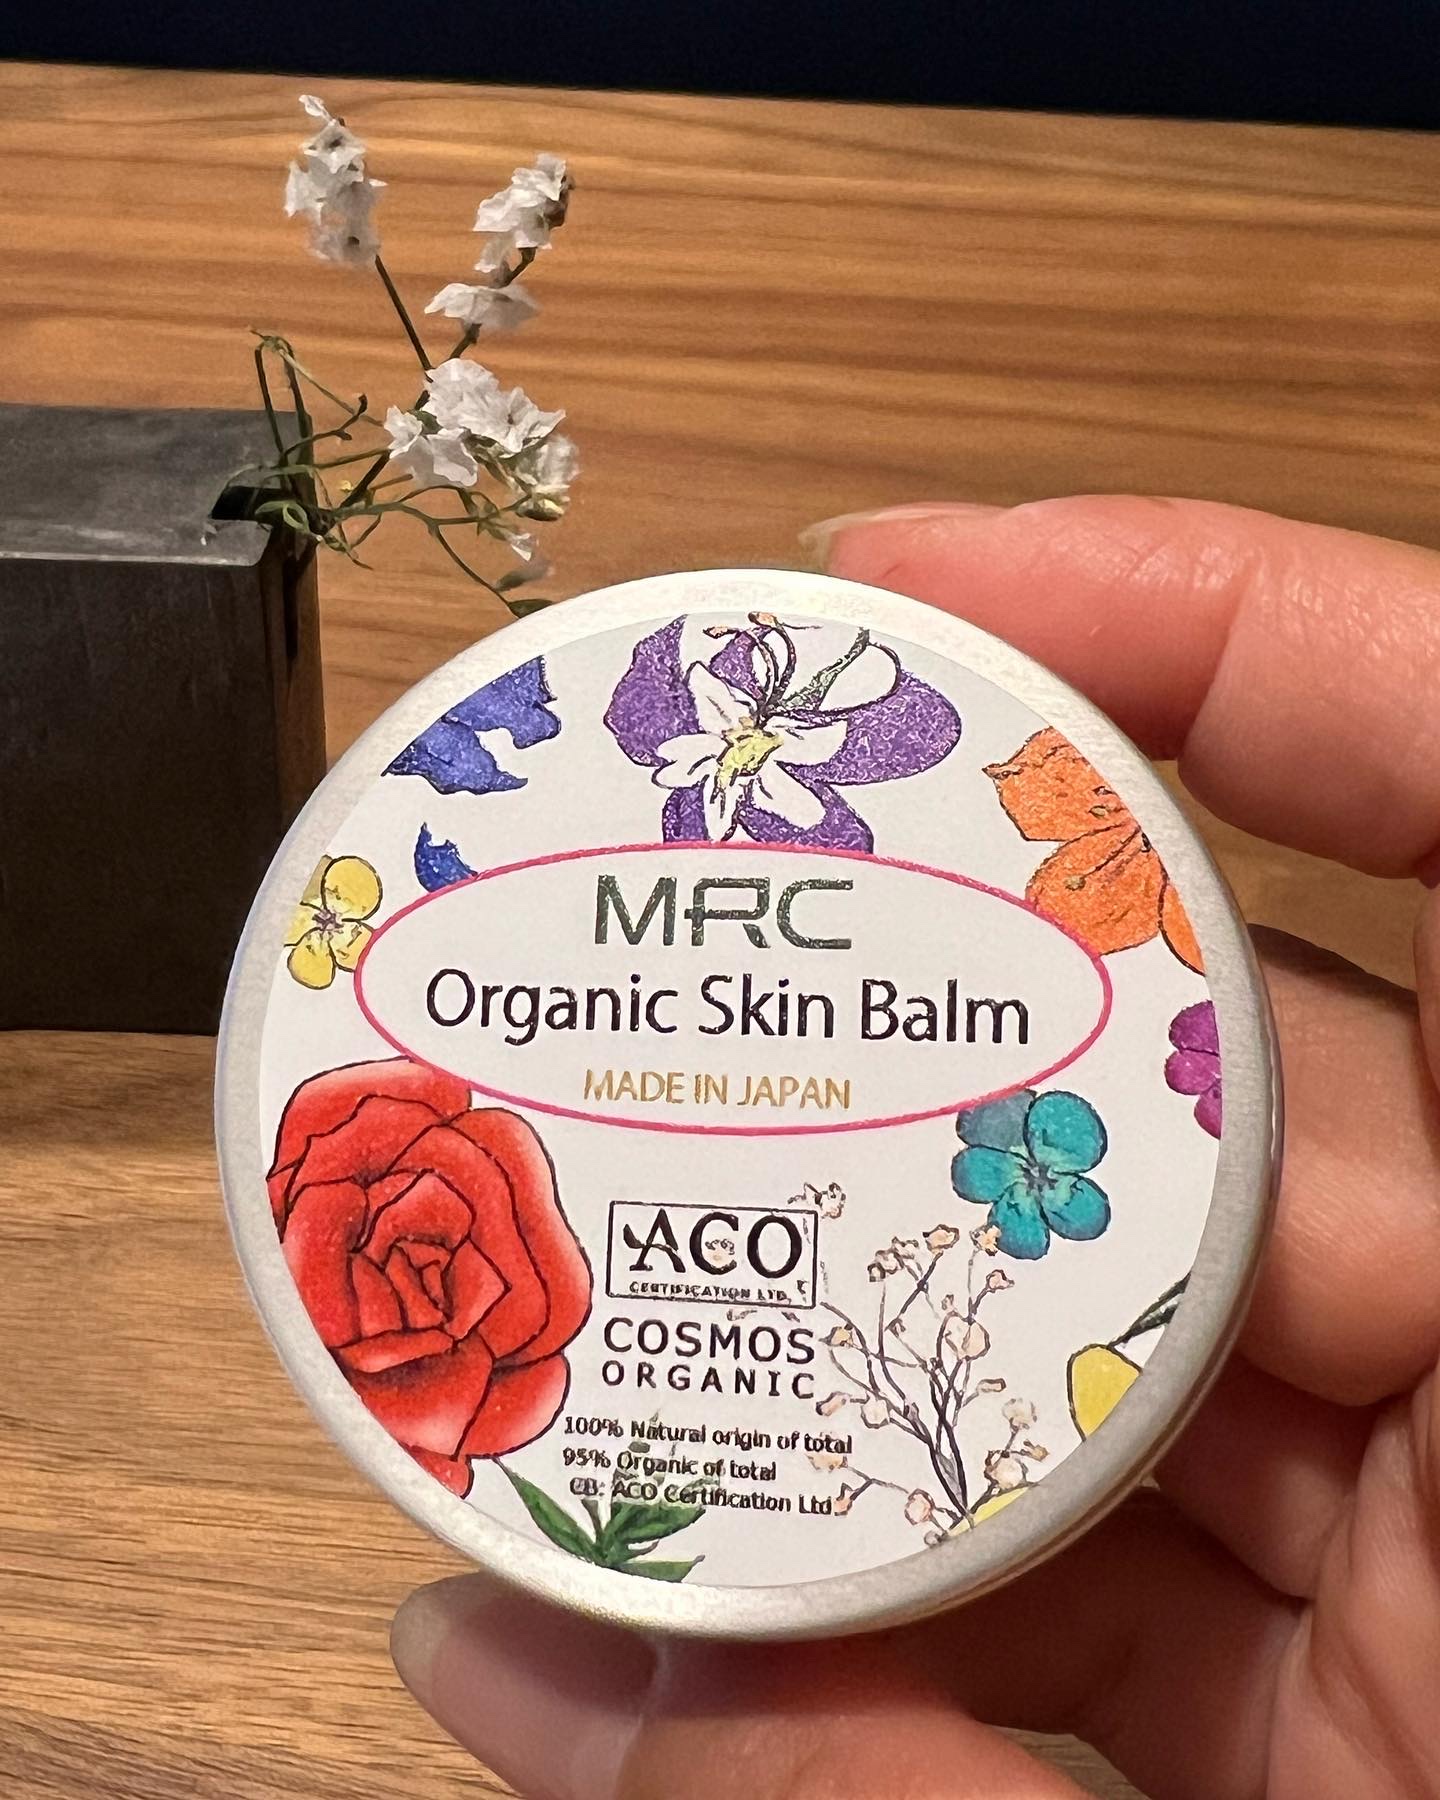 MRC
Organic Skin Balm
MADE IN JAPAN
ACO
CERTIFICATION LTD.
COSMOS
ORGANIC
100% Natural origin of total
95% Organic of total
CB: ACO Certification Ltd